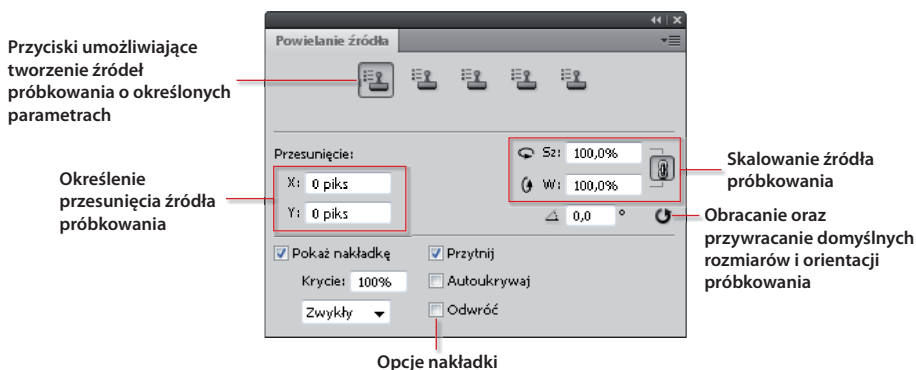 Powielanie źródła
Przyciski umożliwiające
tworzenie źródeł
próbkowania o określonych
parametrach
Przesunięcie:
X: 0 piks
Y: 0 piks
Sz: 100,0%
W: 100,0%
0,0 °
Określenie
przesunięcia źródła
próbkowania
Skalowanie źródła
próbkowania
Obracanie oraz
przywracanie domyślnych
rozmiarów i orientacji
próbkowania
Pokaż nakładkę
Krycie: 100%
Zwykły
Przytnij
Autoukrywaj
Odwróć
Opcje nakładki